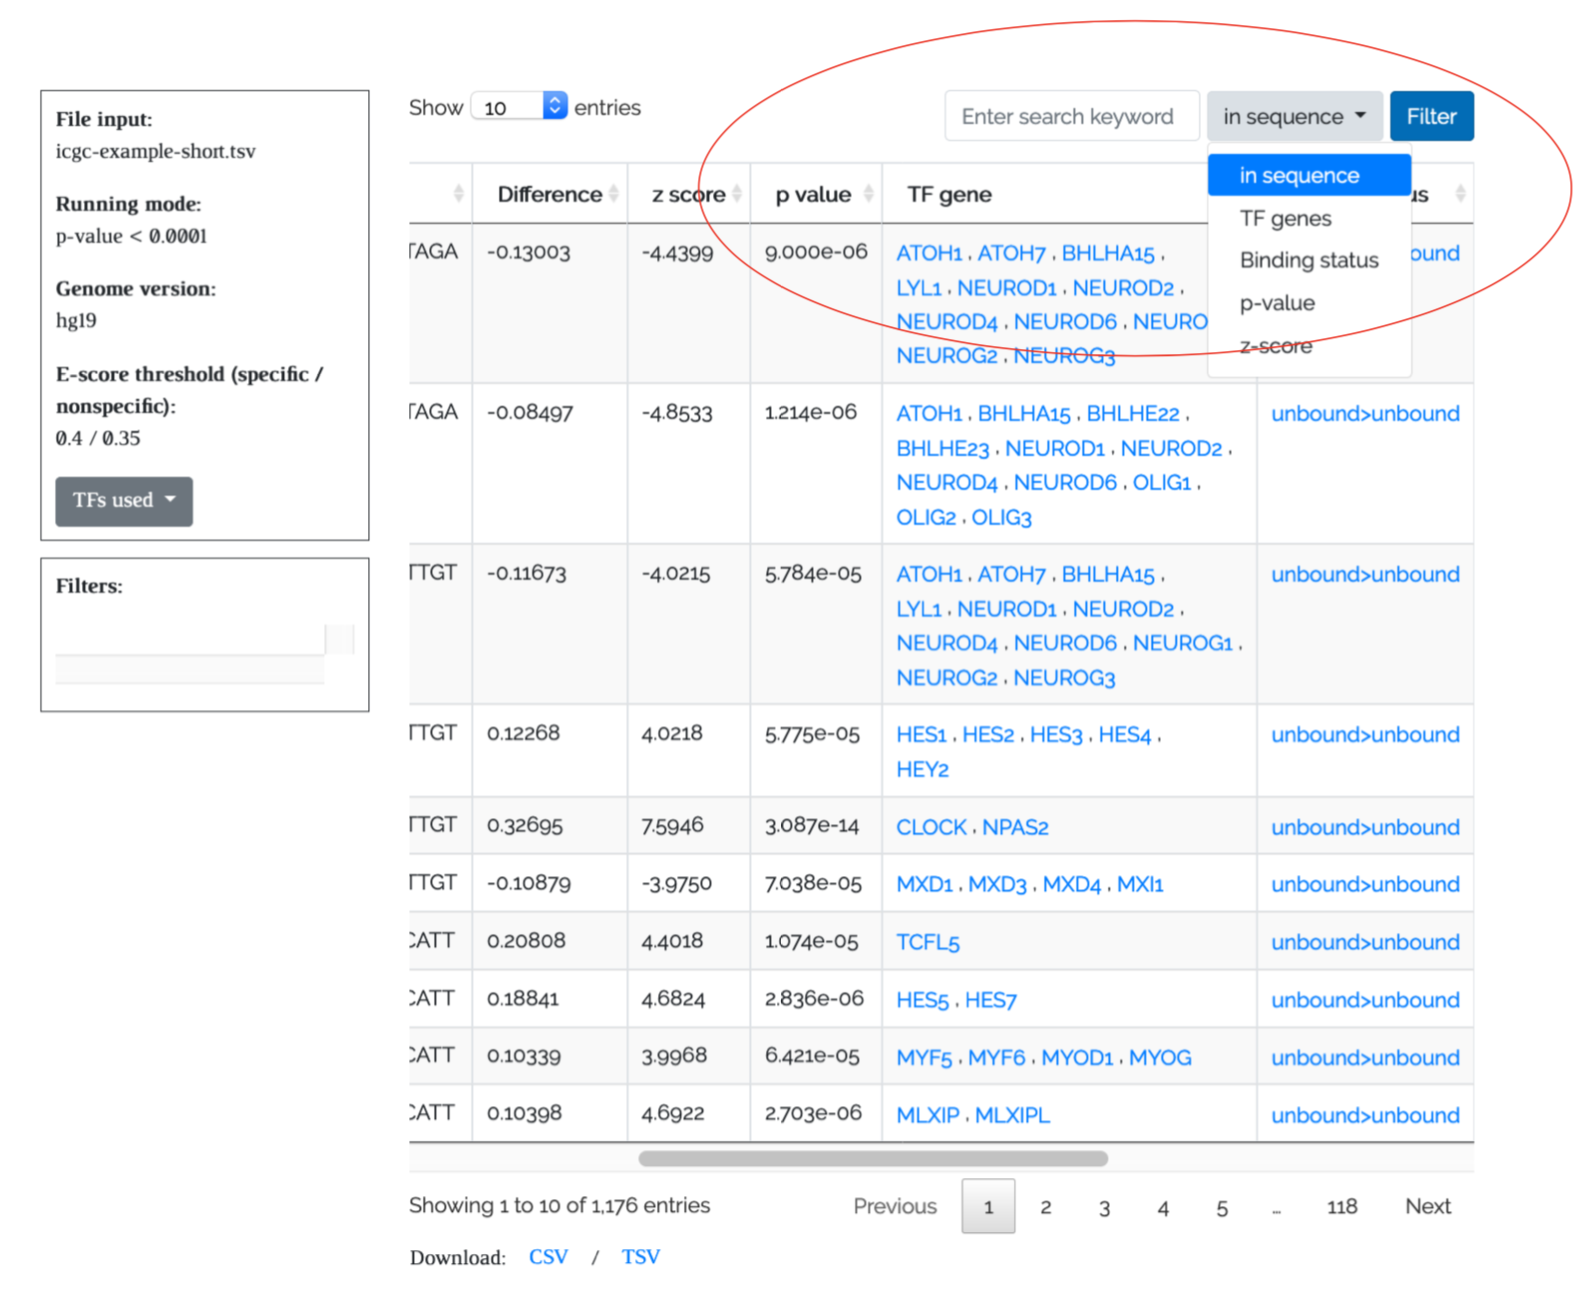 File input:
icgc-example-short.tsv
Running mode:
p-value < 0.0001
Genome version:
hg19
E-score threshold (specific /
nonspecific):
0.4 / 0.35
TFs used
Filters:
Show 10 entries
Enter search keyword in sequence Filter
in sequence
TF genes
Binding status
p-value
z-score
Difference z score p value TF gene us
TAGA -0.13003 -4.4399 9.000e-06 ATOH1 , ATOH7 , BHLHA15 , ound
LYL1 , NEUROD1 , NEUROD2 ,
NEUROD4 , NEUROD6 , NEURO
NEUROG2 , NEUROG3
TAGA -0.08497 -4.8533 1.214e-06 ATOH1 , BHLHA15 , BHLHE22 , unbound>unbound
BHLHE23 , NEUROD1 , NEUROD2 ,
NEUROD4 , NEUROD6 , OLIG1 ,
OLIG2 , OLIG3
TTGT -0.11673 -4.0215 5.784e-05 ATOH1 , ATOH7 , BHLHA15 , unbound>unbound
LYL1 , NEUROD1 , NEUROD2 ,
NEUROD4 , NEUROD6 , NEUROG1 ,
NEUROG2 , NEUROG3
TTGT 0.12268 4.0218 5.775e-05 HES1 , HES2 , HES3 , HES4 , unbound>unbound
HEY2
TTGT 0.32695 7.5946 3.087e-14 CLOCK , NPAS2 unbound>unbound
TTGT -0.10879 -3.9750 7.038e-05 MXD1 , MXD3 , MXD4 , MXI1 unbound>unbound
CATT 0.20808 4.4018 1.074e-05 TCFL5 unbound>unbound
CATT 0.18841 4.6824 2.836e-06 HES5 , HES7 unbound>unbound
CATT 0.10339 3.9968 6.421e-05 MYF5 , MYF6 , MYOD1 , MYOG unbound>unbound
CATT 0.10398 4.6922 2.703e-06 MLXIP , MLXIPL unbound>unbound
Showing 1 to 10 of 1,176 entries Previous 1 2 3 4 5 … 118 Next
Download: CSV / TSV